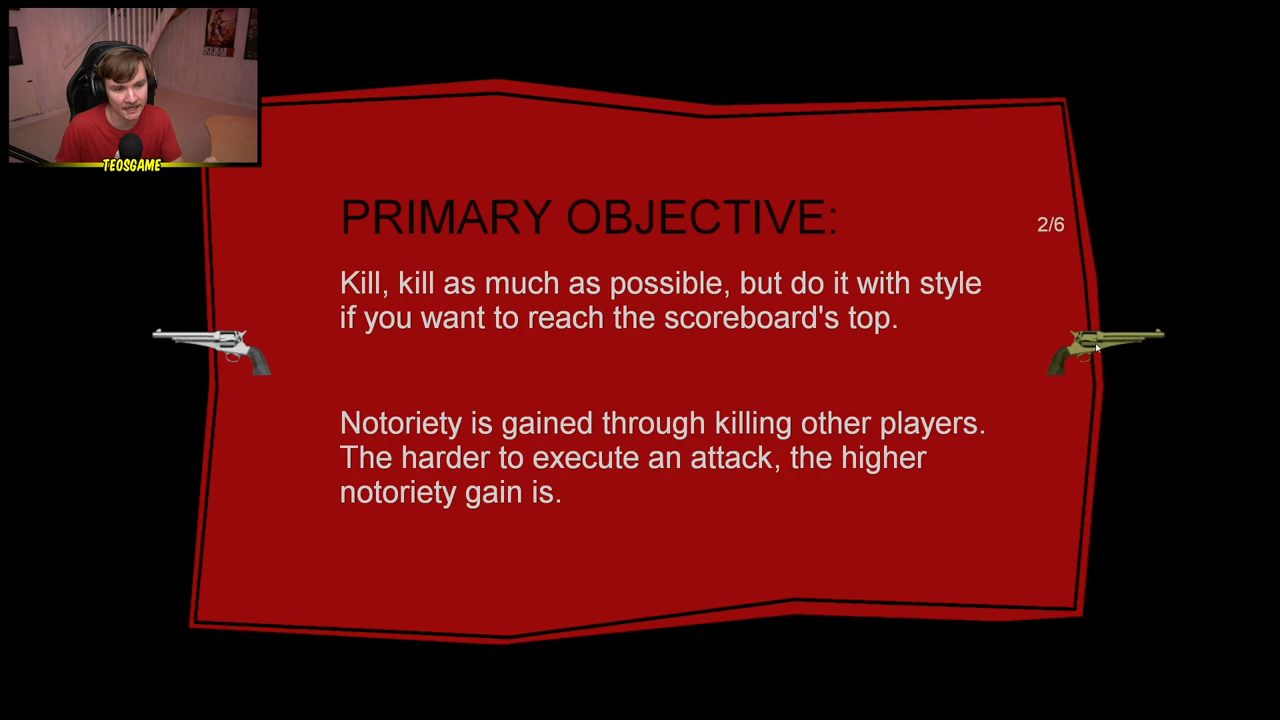 TEOSGAME
PRIMARY OBJECTIVE:
2/6
Kill, kill as much as possible, but do it with style
if you want to reach the scoreboard's top.
Notoriety is gained through killing other players.
The harder to execute an attack, the higher
notoriety gain is.